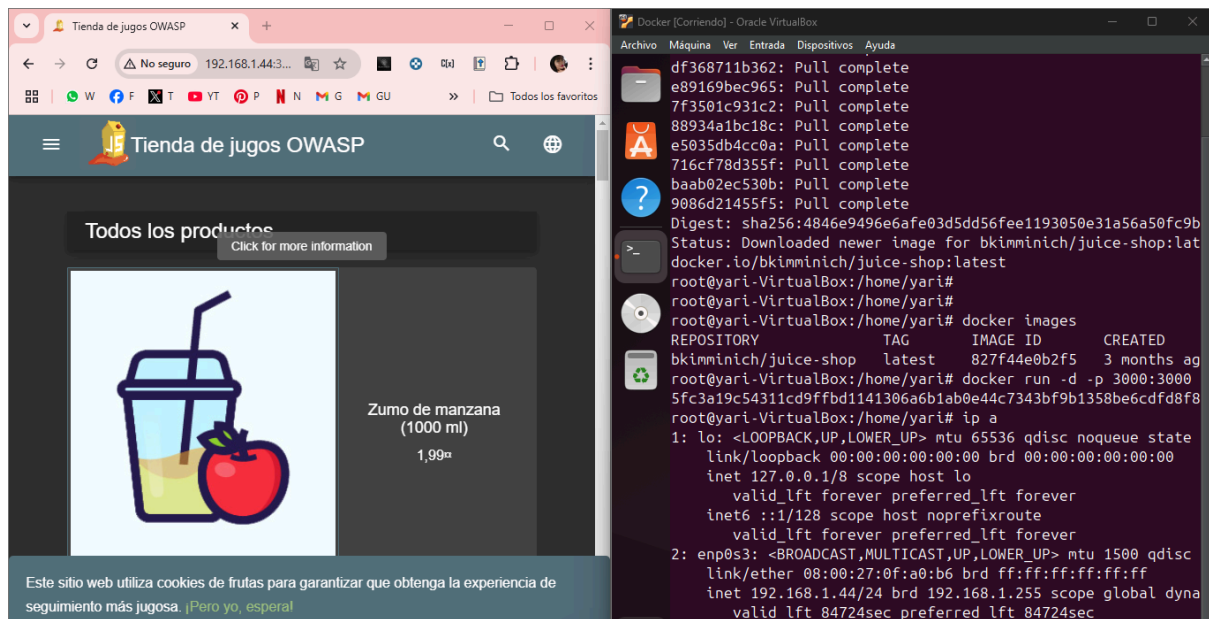 Tienda de jugos OWASP
No seguro 192.168.1.44:3...
W F T YT P N N G GU » Todos los favoritos
Tienda de jugos OWASP
Todos los productos
Click for more information
Zumo de manzana
(1000 ml)
1,99¤
Este sitio web utiliza cookies de frutas para garantizar que obtenga la experiencia de
seguimiento más jugosa. ¡Pero yo, espera!
Docker [Corriendo] - Oracle VirtualBox
Archivo Máquina Ver Entrada Dispositivos Ayuda
df368711b362: Pull complete
e89169bec965: Pull complete
7f3501c931c2: Pull complete
88934a1bc18c: Pull complete
e5035db4cc0a: Pull complete
716cf78d355f: Pull complete
baab02ec530b: Pull complete
9086d21455f5: Pull complete
Digest: sha256:4846e9496e6afe03d5dd56fee1193050e31a56a50fc9b
Status: Downloaded newer image for bkimminich/juice-shop:lat
docker.io/bkimminich/juice-shop:latest
root@yari-VirtualBox:/home/yari#
root@yari-VirtualBox:/home/yari#
root@yari-VirtualBox:/home/yari# docker images
REPOSITORY TAG IMAGE ID CREATED
bkimminich/juice-shop latest 827f44e0b2f5 3 months ag
root@yari-VirtualBox:/home/yari# docker run -d -p 3000:3000
5fc3a19c54311cd9ffbd1141306a6b1ab0e44c7343bf9b1358be6cdfd8f8
root@yari-VirtualBox:/home/yari# ip a
1: lo: <LOOPBACK,UP,LOWER_UP> mtu 65536 qdisc noqueue state
link/loopback 00:00:00:00:00:00 brd 00:00:00:00:00:00
inet 127.0.0.1/8 scope host lo
valid_lft forever preferred_lft forever
inet6 ::1/128 scope host noprefixroute
valid_lft forever preferred_lft forever
2: enp0s3: <BROADCAST,MULTICAST,UP,LOWER_UP> mtu 1500 qdisc
link/ether 08:00:27:0f:a0:b6 brd ff:ff:ff:ff:ff:ff
inet 192.168.1.44/24 brd 192.168.1.255 scope global dyna
valid_lft 84724sec preferred_lft 84724sec